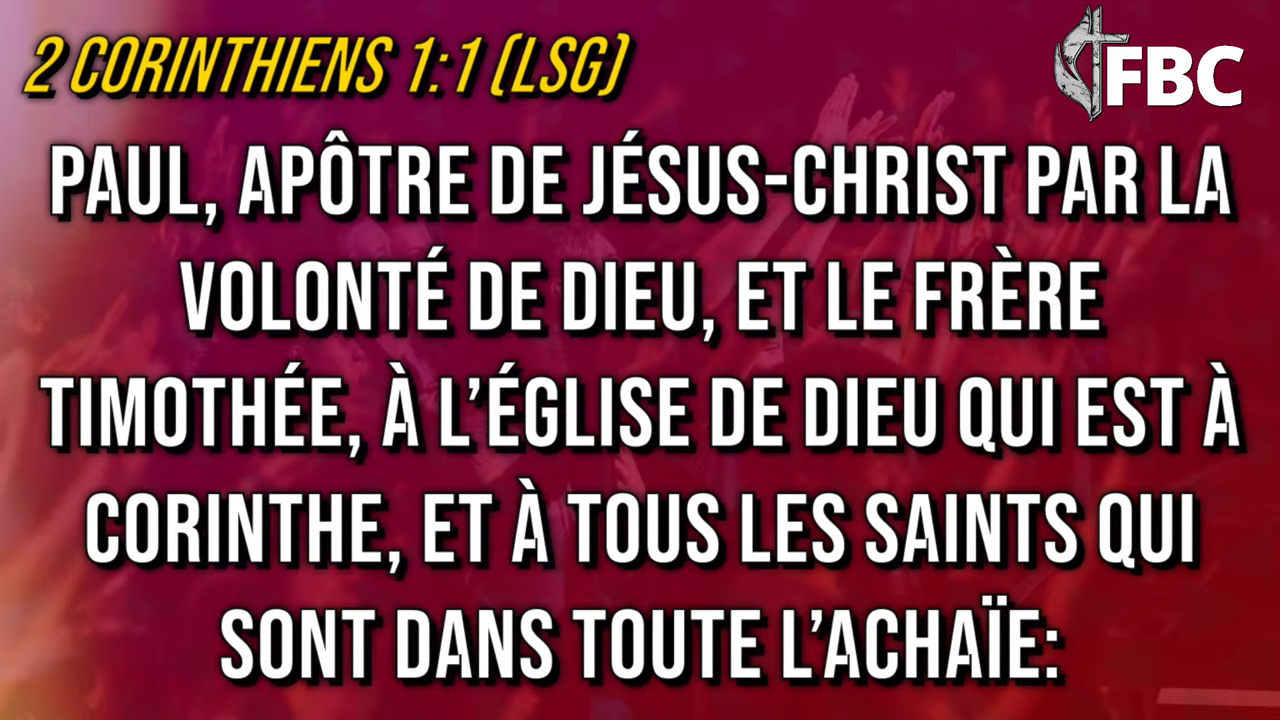 2 CORINTHIENS 1:1 (LSG)
FBC
PAUL, APÔTRE DE JÉSUS-CHRIST PAR LA
VOLONTÉ DE DIEU, ET LE FRÈRE
TIMOTHÉE, À L’ÉGLISE DE DIEU QUI EST À
CORINTHE, ET À TOUS LES SAINTS QUI
SONT DANS TOUTE L’ACHAÏE: